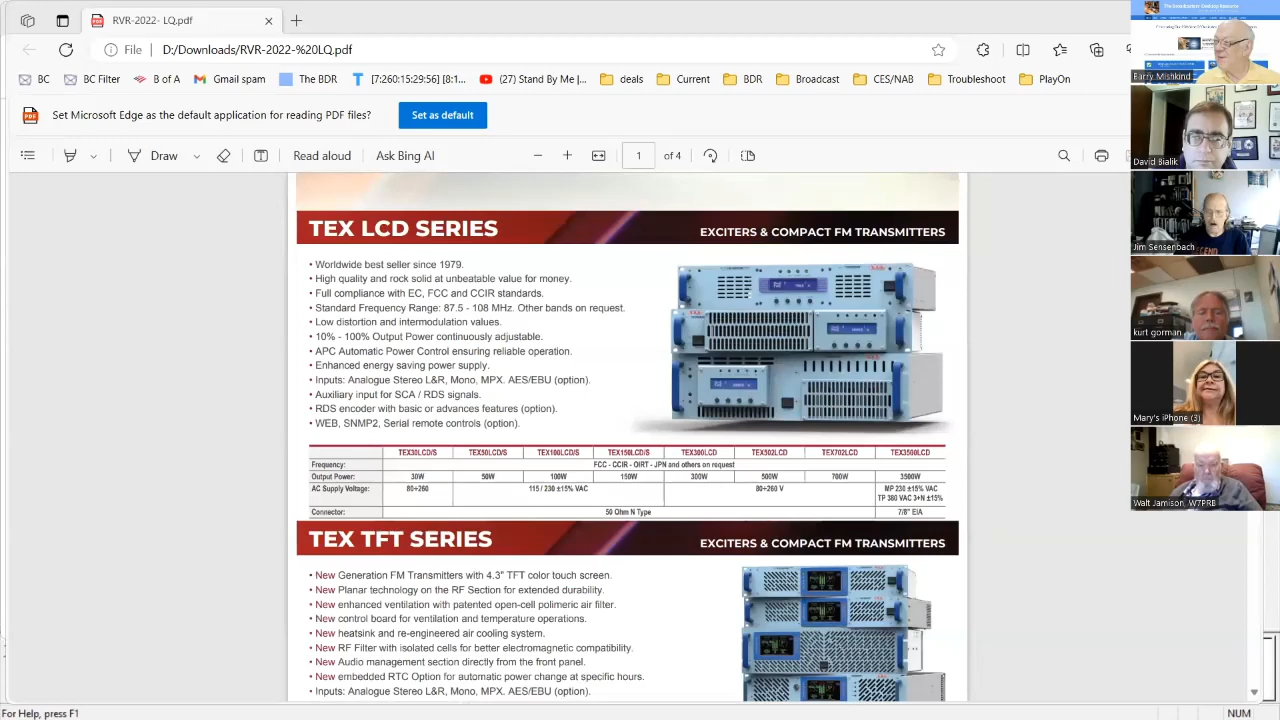 RVR-2022- LQ.pdf
File
D:/Downloads/RVR-2022-
Bing
BC Filter
B of A
Gmail spam
Current
Troubleshoot
PlayOn
Set Microsoft Edge as the default application for reading PDF files?
Set as default
Draw
Read aloud
Ask Bing AI
1
of 4
TEX LCD SERIES
EXCITERS & COMPACT FM TRANSMITTERS
• Worldwide best seller since 1979.
• High quality and rock solid at unbeatable value for money.
• Full compliance with EC, FCC and CCIR standards.
• Standard Frequency Range: 87.5 - 108 MHz. Other bands on request.
• Low distortion and intermodulation values.
• 10% - 100% Output Power continuously adjustable.
• APC Automatic Power Control ensuring reliable operation.
• Enhanced energy saving power supply.
• Inputs: Analogue Stereo L&R, Mono, MPX. AES/EBU (option).
• Auxiliary input for SCA / RDS signals.
• RDS encoder with basic or advances features (option).
• WEB, SNMP2, Serial remote controls (option).
TEX30LCD/S TEX50LCD/S TEX100LCD/S TEX150LCD/S TEX300LCD TEX502LCD TEX702LCD TEX3500LCD
Frequency: FCC - CCIR - OIRT - JPN and others on request
Output Power: 30W 50W 100W 150W 300W 500W 700W 3500W
AC Supply Voltage: 80÷260 115 / 230 ±15% VAC 80÷260 V MP 230 ±15% VAC
TP 380 VAC 3+N ±15%
Connector: 50 Ohm N Type 7/8" EIA
TEX TFT SERIES
EXCITERS & COMPACT FM TRANSMITTERS
• New Generation FM Transmitters with 4.3" TFT color touch screen.
• New Planar technology on the RF Section for extended durability.
• New enhanced ventilation with patented open-cell polimeric air filter.
• New control board for ventilation and temperature operations.
• New heatsink and re-engineered air cooling system.
• New RF Filter with isolated cells for better electromagnetic compatibility.
• New Audio management section directly from the front panel.
• New embedded RTC Option for automatic power change at specific hours.
• Inputs: Analogue Stereo L&R, Mono, MPX. AES/EBU (option).
The Broadcasters' Desktop Resource
Barry Mishkind
David Bialik
Jim Sensenbach
LEGEND
kurt gorman
Mary's iPhone (3)
Walt Jamison, W7PRB
For Help, press F1
NUM